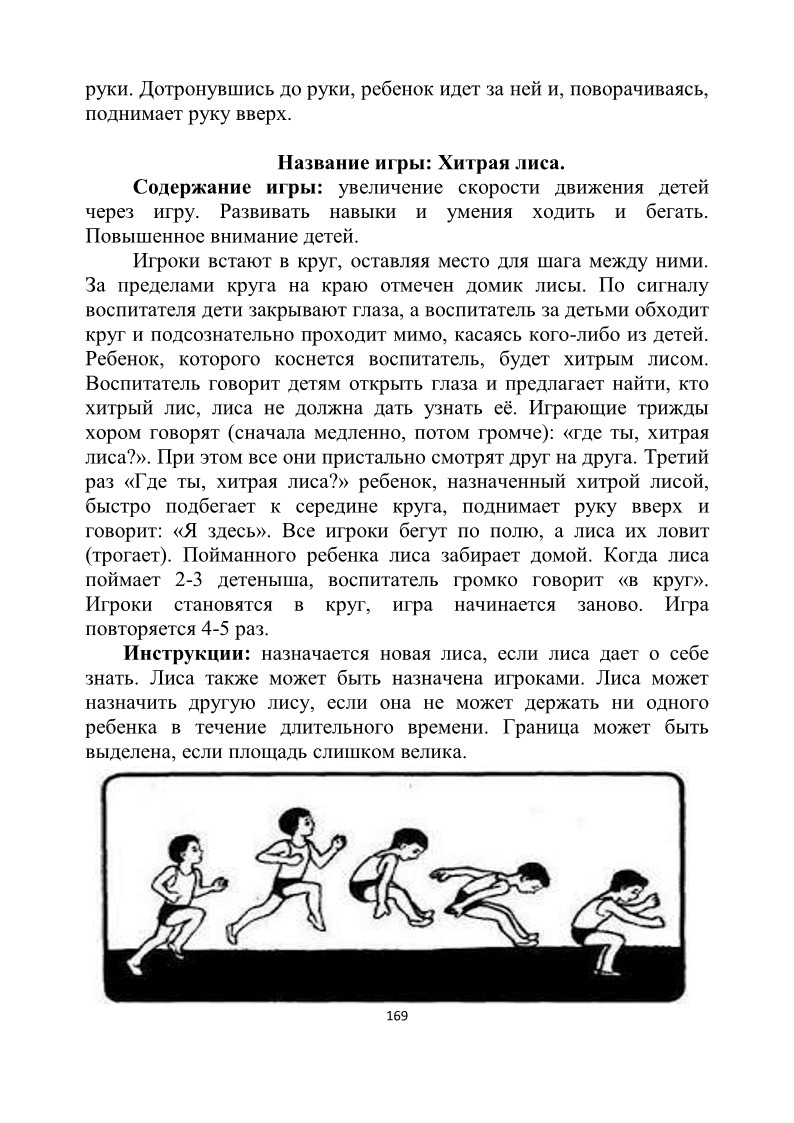 руки. Дотронувшись до руки, ребенок идет за ней и, поворачиваясь,
поднимает руку вверх.
Название игры: Хитрая лиса.
Содержание игры: увеличение скорости движения детей
через игру. Развивать навыки и умения ходить и бегать.
Повышенное внимание детей.
Игроки встают в круг, оставляя место для шага между ними.
За пределами круга на краю отмечен домик лисы. По сигналу
воспитателя дети закрывают глаза, а воспитатель за детьми обходит
круг и подсознательно проходит мимо, касаясь кого-либо из детей.
Ребенок, которого коснется воспитатель, будет хитрым лисом.
Воспитатель говорит детям открыть глаза и предлагает найти, кто
хитрый лис, лиса не должна дать узнать её. Играющие трижды
хором говорят (сначала медленно, потом громче): «где ты, хитрая
лиса?». При этом все они пристально смотрят друг на друга. Третий
раз «Где ты, хитрая лиса?» ребенок, назначенный хитрой лисой,
быстро подбегает к середине круга, поднимает руку вверх и
говорит: «Я здесь». Все игроки бегут по полю, а лиса их ловит
(трогает). Пойманного ребенка лиса забирает домой. Когда лиса
поймает 2-3 детеныша, воспитатель громко говорит «в круг».
Игроки становятся в круг, игра начинается заново. Игра
повторяется 4-5 раз.
Инструкции: назначается новая лиса, если лиса дает о себе
знать. Лиса также может быть назначена игроками. Лиса может
назначить другую лису, если она не может держать ни одного
ребенка в течение длительного времени. Граница может быть
выделена, если площадь слишком велика.
169